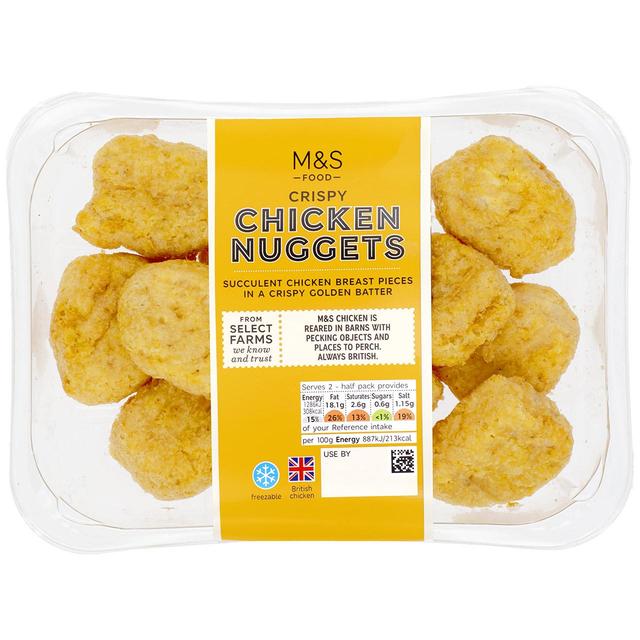 M&S
—FOOD—
CRISPY
CHICKEN
NUGGETS
SUCCULENT CHICKEN BREAST PIECES
IN A CRISPY GOLDEN BATTER
FROM
SELECT
FARMS
we know
and trust
M&S CHICKEN IS
REARED IN BARNS WITH
PECKING OBJECTS AND
PLACES TO PERCH.
ALWAYS BRITISH.
Serves 2 - half pack provides
Energy Fat Saturates Sugars Salt
1286kJ 18.1g 2.6g 0.6g 1.15g
308kcal
15% 26% 13% <1% 19%
of your Reference intake
per 100g Energy 887kJ/213kcal
USE BY
freezable
British
chicken